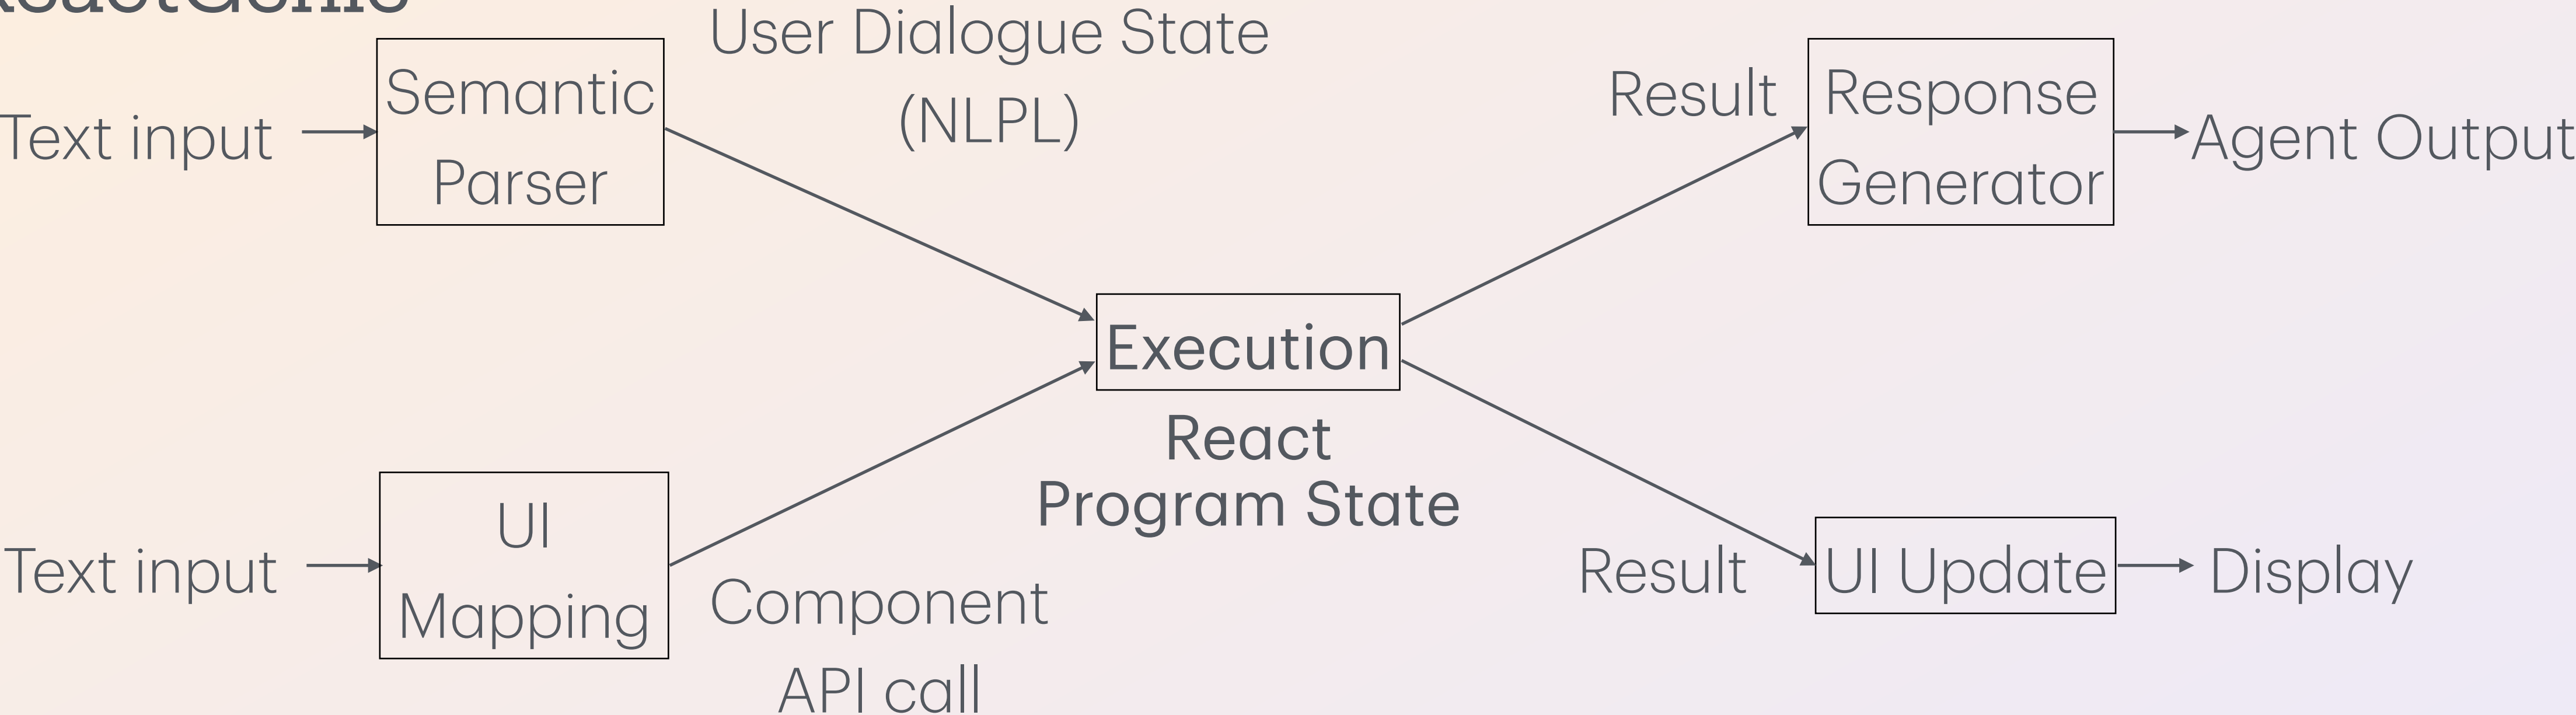 ReactGenie
User Dialogue State
(NLPL)
Semantic
Parser
Text input
Result
Response
Generator
Agent Output
Execution
React
Program State
Text input
UI
Mapping
Component
API call
Result
UI Update
Display